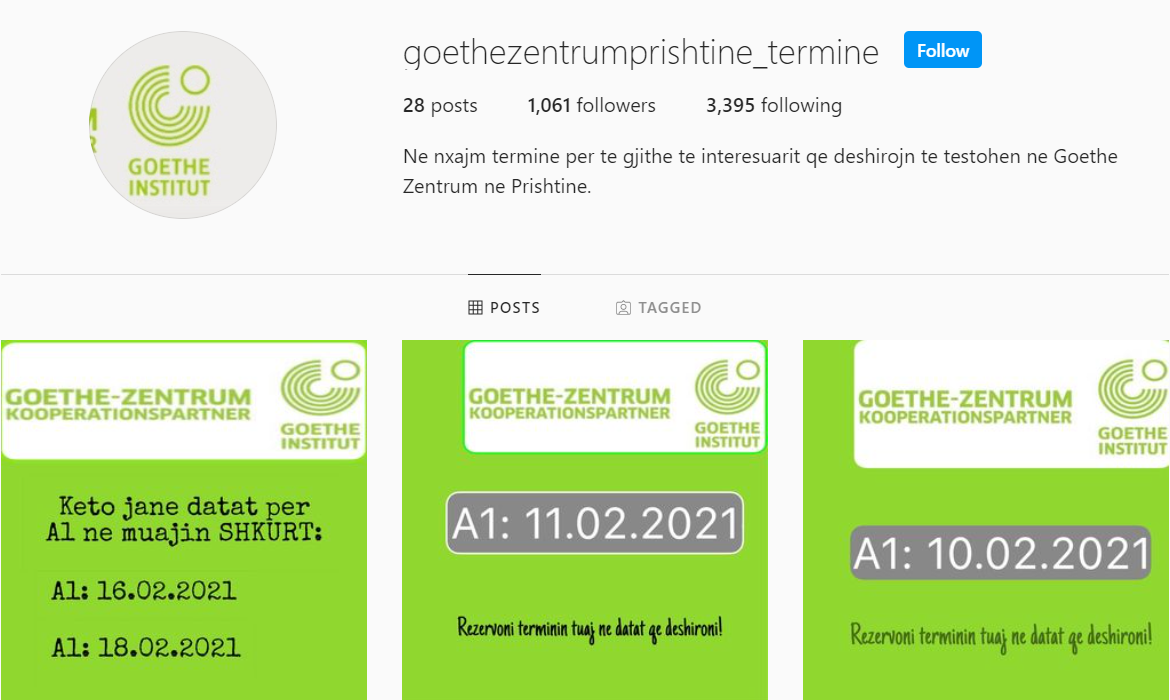 goethezentrumprishtine_termine
Follow
28 posts
1,061 followers
3,395 following
GOETHE
INSTITUT
Ne nxajm termine per te gjithe te interesuarit qe deshirojn te testohen ne Goethe
Zentrum ne Prishtine.
POSTS
TAGGED
GOETHE-ZENTRUM
KOOPERATIONSPARTNER
GOETHE
INSTITUT
Keto jane datat per
A1 ne muajin SHKURT:
A1: 16.02.2021
A1: 18.02.2021
GOETHE-ZENTRUM
KOOPERATIONSPARTNER
GOETHE
INSTITUT
A1: 11.02.2021
Rezervoni terminin tuaj ne datat qe deshironi!
GOETHE-ZENTRUM
KOOPERATIONSPARTNER
GOETHE
INSTITUT
A1: 10.02.2021
Rezervoni terminin tuaj ne datat qe deshironi!